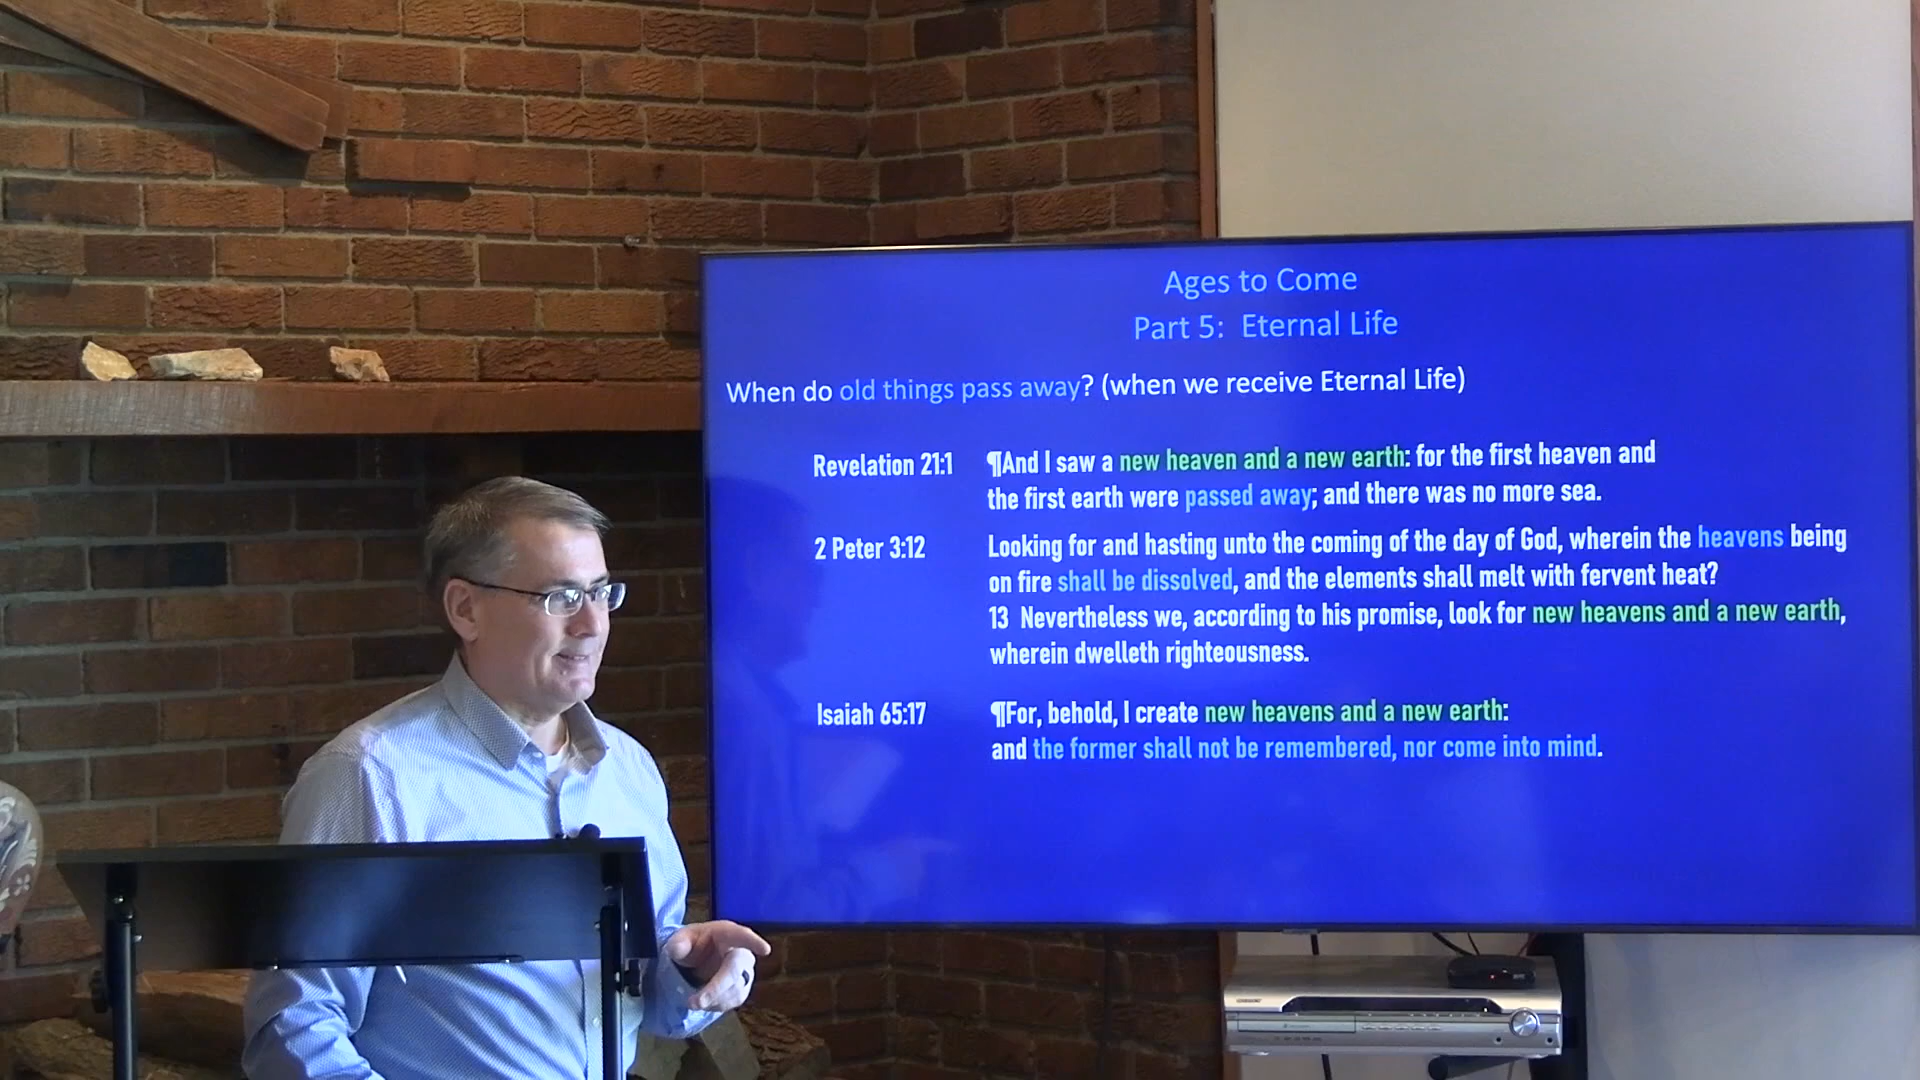 Ages to Come
Part 5: Eternal Life
When do old things pass away? (when we receive Eternal Life)
Revelation 21:1 ¶And I saw a new heaven and a new earth: for the first heaven and
the first earth were passed away; and there was no more sea.
2 Peter 3:12 Looking for and hasting unto the coming of the day of God, wherein the heavens being
on fire shall be dissolved, and the elements shall melt with fervent heat?
13 Nevertheless we, according to his promise, look for new heavens and a new earth,
wherein dwelleth righteousness.
Isaiah 65:17 ¶For, behold, I create new heavens and a new earth:
and the former shall not be remembered, nor come into mind.